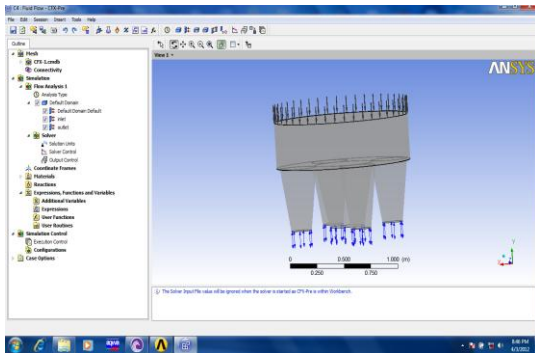 C4 : Fluid Flow - CFX-Pre
File Edit Session Insert Tools Help
Outline
Mesh
CFX-1.cmdb
Connectivity
Simulation
Flow Analysis 1
Analysis Type
Default Domain
Default Domain Default
inlet
outlet
Solver
Solution Units
Solver Control
Output Control
Coordinate Frames
Materials
Reactions
Expressions, Functions and Variables
Additional Variables
Expressions
User Functions
User Routines
Simulation Control
Execution Control
Configurations
Case Options
View 1
ANSYS
0 0.500 1.000 (m)
0.250 0.750
Y
The Solver Input File value will be ignored when the solver is started as CFX-Pre is within Workbench.
8:46 PM
4/3/2012